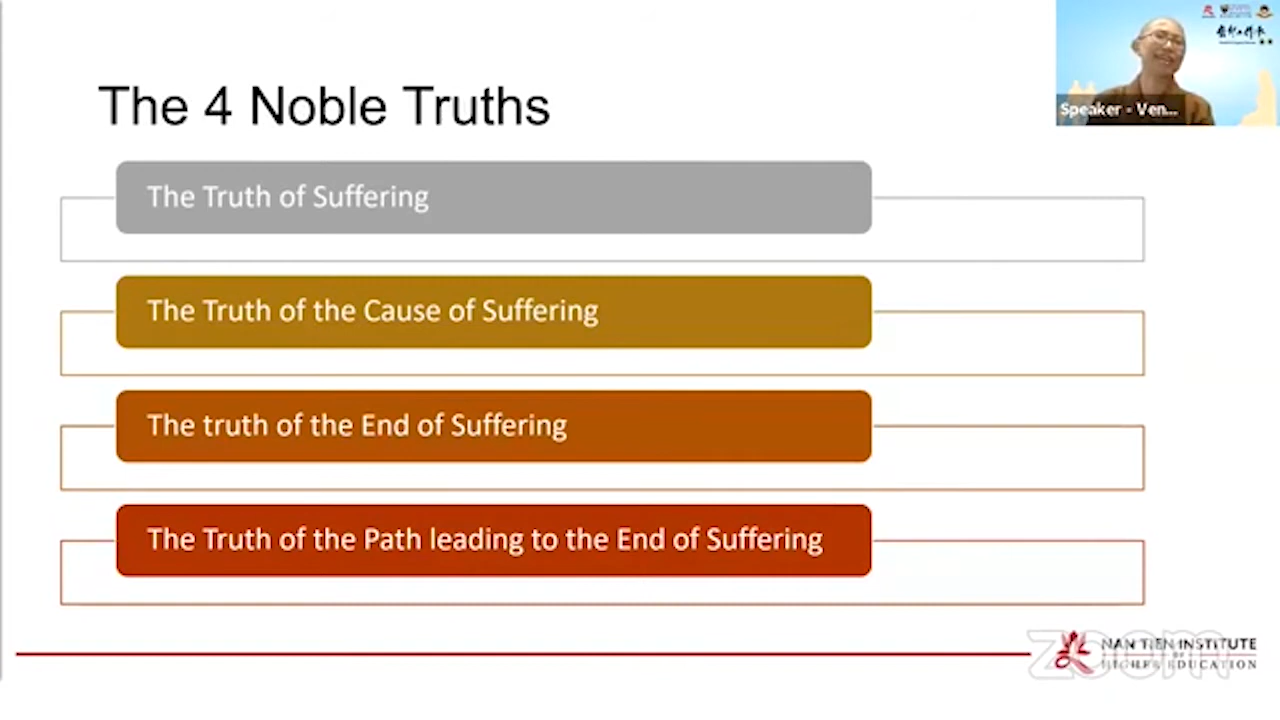 The 4 Noble Truths
Speaker - Ven...
The Truth of Suffering
The Truth of the Cause of Suffering
The truth of the End of Suffering
The Truth of the Path leading to the End of Suffering
zoom
NAN TIEN INSTITUTE
OF
HIGHER EDUCATION